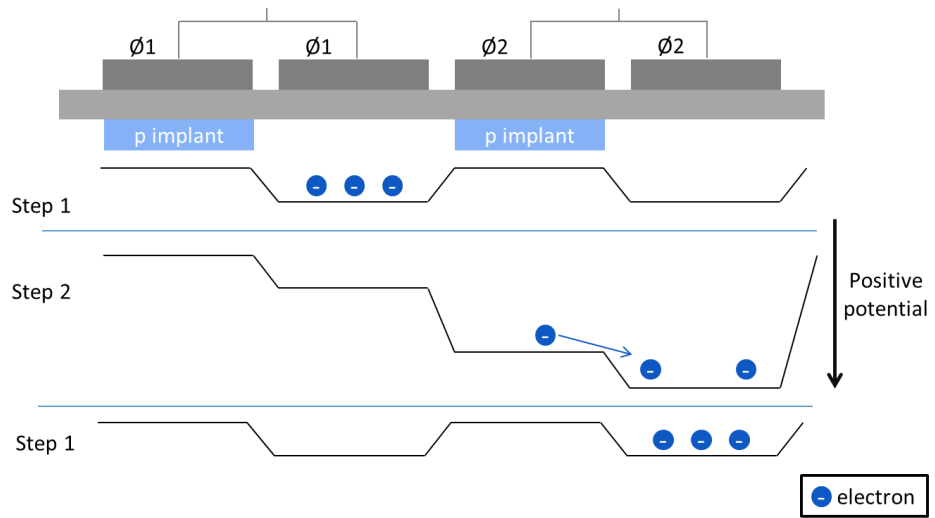 Ø1 Ø1 Ø2 Ø2
p implant p implant
Step 1
Step 2
Positive
potential
Step 1
- electron